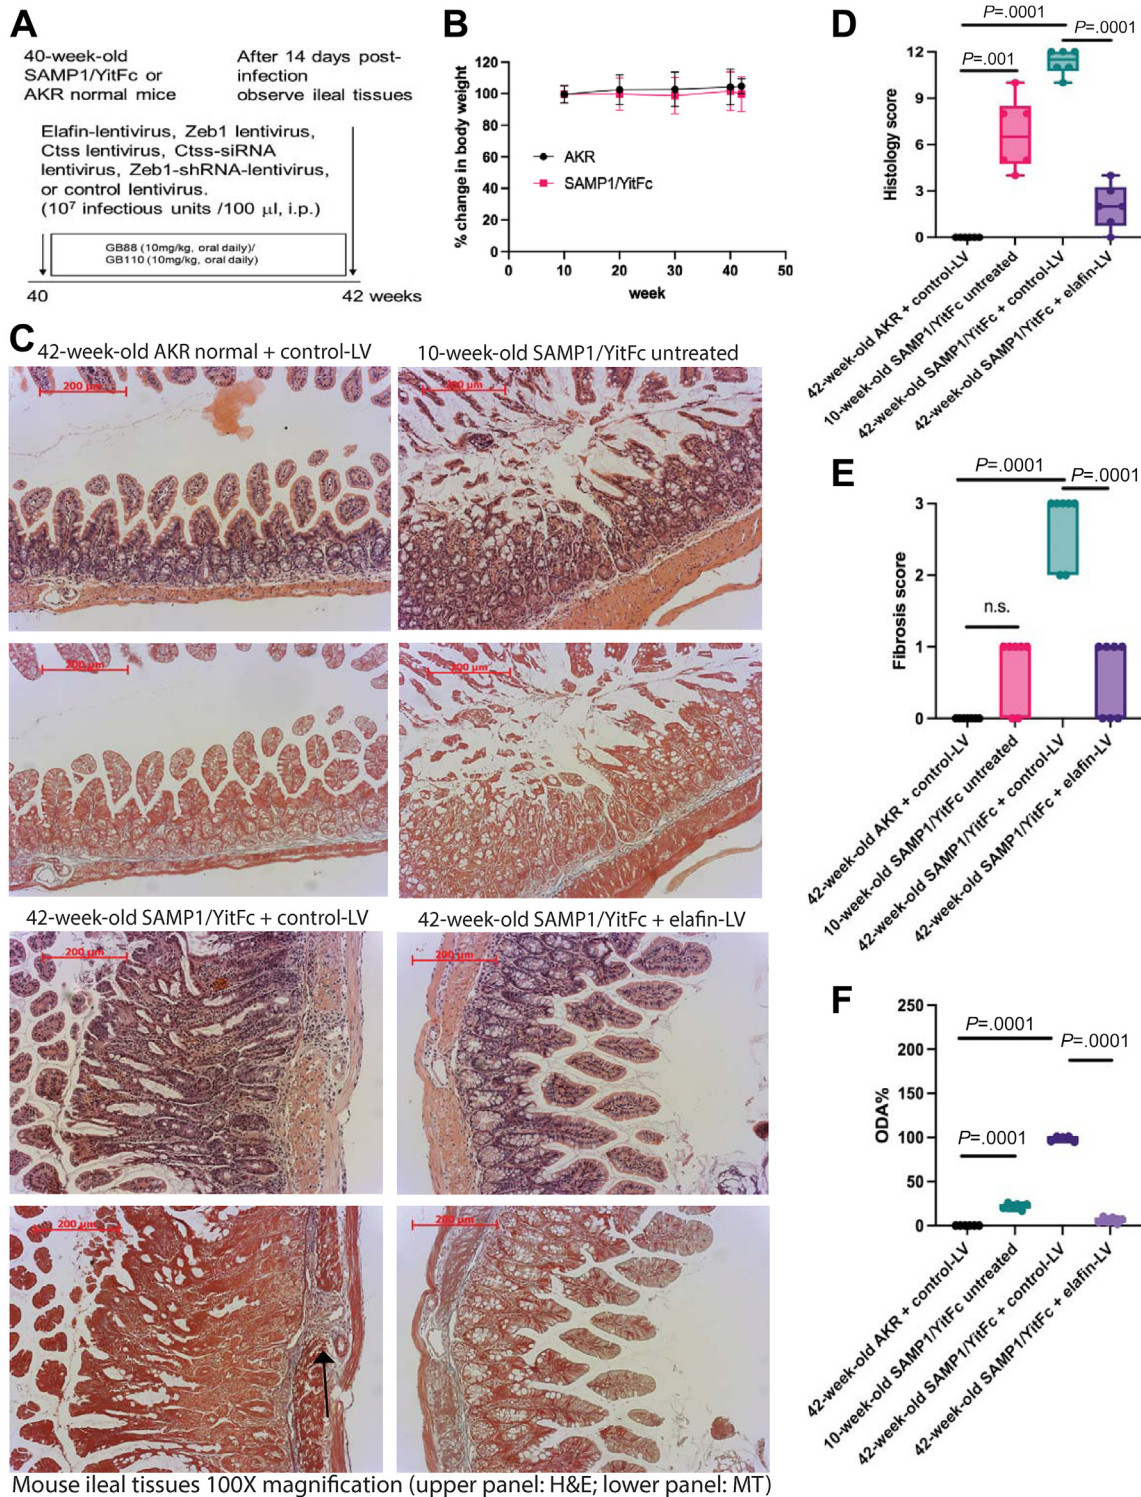 A
40-week-old
SAMP1/YitFc or
AKR normal mice
After 14 days post-
infection
observe ileal tissues
Elafin-lentivirus, Zeb1 lentivirus,
Ctss lentivirus, Ctss-siRNA
lentivirus, Zeb1-shRNA-lentivirus,
or control lentivirus.
(10⁷ infectious units /100 µl, i.p.)
GB88 (10mg/kg, oral daily)/
GB110 (10mg/kg, oral daily)
40
42 weeks
B
% change in body weight
120
100
80
60
40
20
0
AKR
SAMP1/YitFc
0
10
20
30
40
50
week
C
42-week-old AKR normal + control-LV
10-week-old SAMP1/YitFc untreated
200 µm
200 µm
200 µm
200 µm
42-week-old SAMP1/YitFc + control-LV
42-week-old SAMP1/YitFc + elafin-LV
200 µm
200 µm
200 µm
200 µm
Mouse ileal tissues 100X magnification (upper panel: H&E; lower panel: MT)
D
P=.0001
P=.0001
P=.001
Histology score
12
9
6
3
0
42-week-old AKR + control-LV
10-week-old SAMP1/YitFc untreated
42-week-old SAMP1/YitFc + control-LV
42-week-old SAMP1/YitFc + elafin-LV
E
P=.0001
P=.0001
n.s.
Fibrosis score
3
2
1
0
42-week-old AKR + control-LV
10-week-old SAMP1/YitFc untreated
42-week-old SAMP1/YitFc + control-LV
42-week-old SAMP1/YitFc + elafin-LV
F
P=.0001
P=.0001
P=.0001
ODA%
250
200
150
100
50
0
42-week-old AKR + control-LV
10-week-old SAMP1/YitFc untreated
42-week-old SAMP1/YitFc + control-LV
42-week-old SAMP1/YitFc + elafin-LV